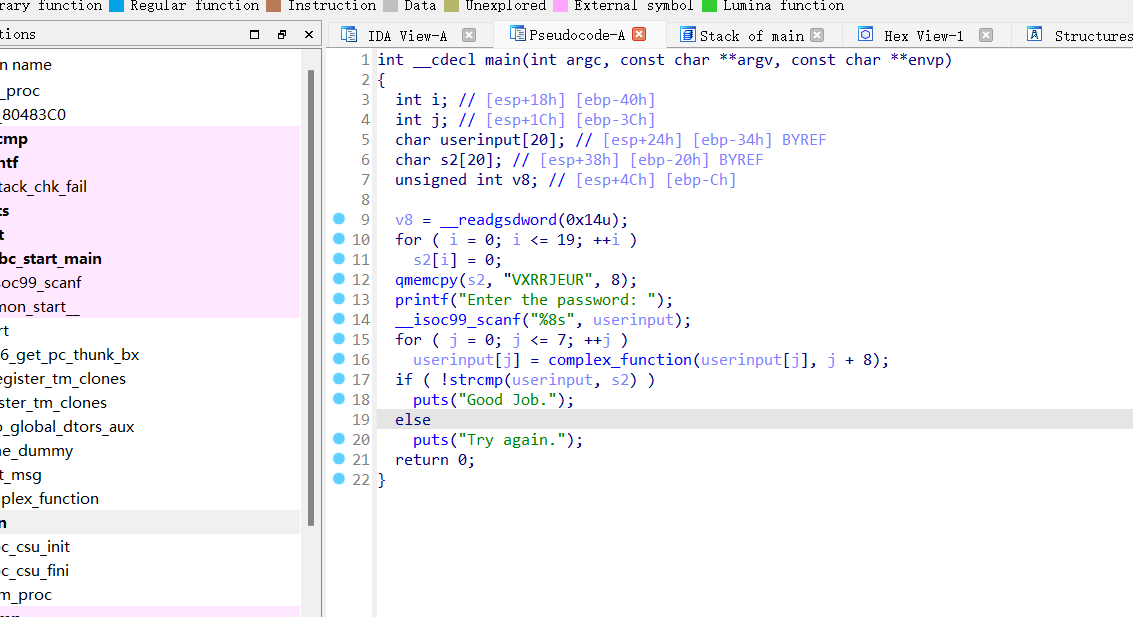 rary function Regular function Instruction Data Unexplored External symbol Lumina function
tions
IDA View-A Pseudocode-A Stack of main Hex View-1 Structures
n name
_proc
_80483C0
cmp
ntf
tack_chk_fail
ts
t
bc_start_main
soc99_scanf
mon_start__
rt
6_get_pc_thunk_bx
egister_tm_clones
ster_tm_clones
o_global_dtors_aux
ne_dummy
t_msg
plex_function
n
oc_csu_init
oc_csu_fini
m_proc
1 int __cdecl main(int argc, const char **argv, const char **envp)
2 {
3 int i; // [esp+18h] [ebp-40h]
4 int j; // [esp+1Ch] [ebp-3Ch]
5 char userinput[20]; // [esp+24h] [ebp-34h] BYREF
6 char s2[20]; // [esp+38h] [ebp-20h] BYREF
7 unsigned int v8; // [esp+4Ch] [ebp-Ch]
8
9 v8 = __readgsdword(0x14u);
10 for ( i = 0; i <= 19; ++i )
11 s2[i] = 0;
12 qmemcpy(s2, "VXRRJEUR", 8);
13 printf("Enter the password: ");
14 __isoc99_scanf("%8s", userinput);
15 for ( j = 0; j <= 7; ++j )
16 userinput[j] = complex_function(userinput[j], j + 8);
17 if ( !strcmp(userinput, s2) )
18 puts("Good Job.");
19 else
20 puts("Try again.");
21 return 0;
22 }